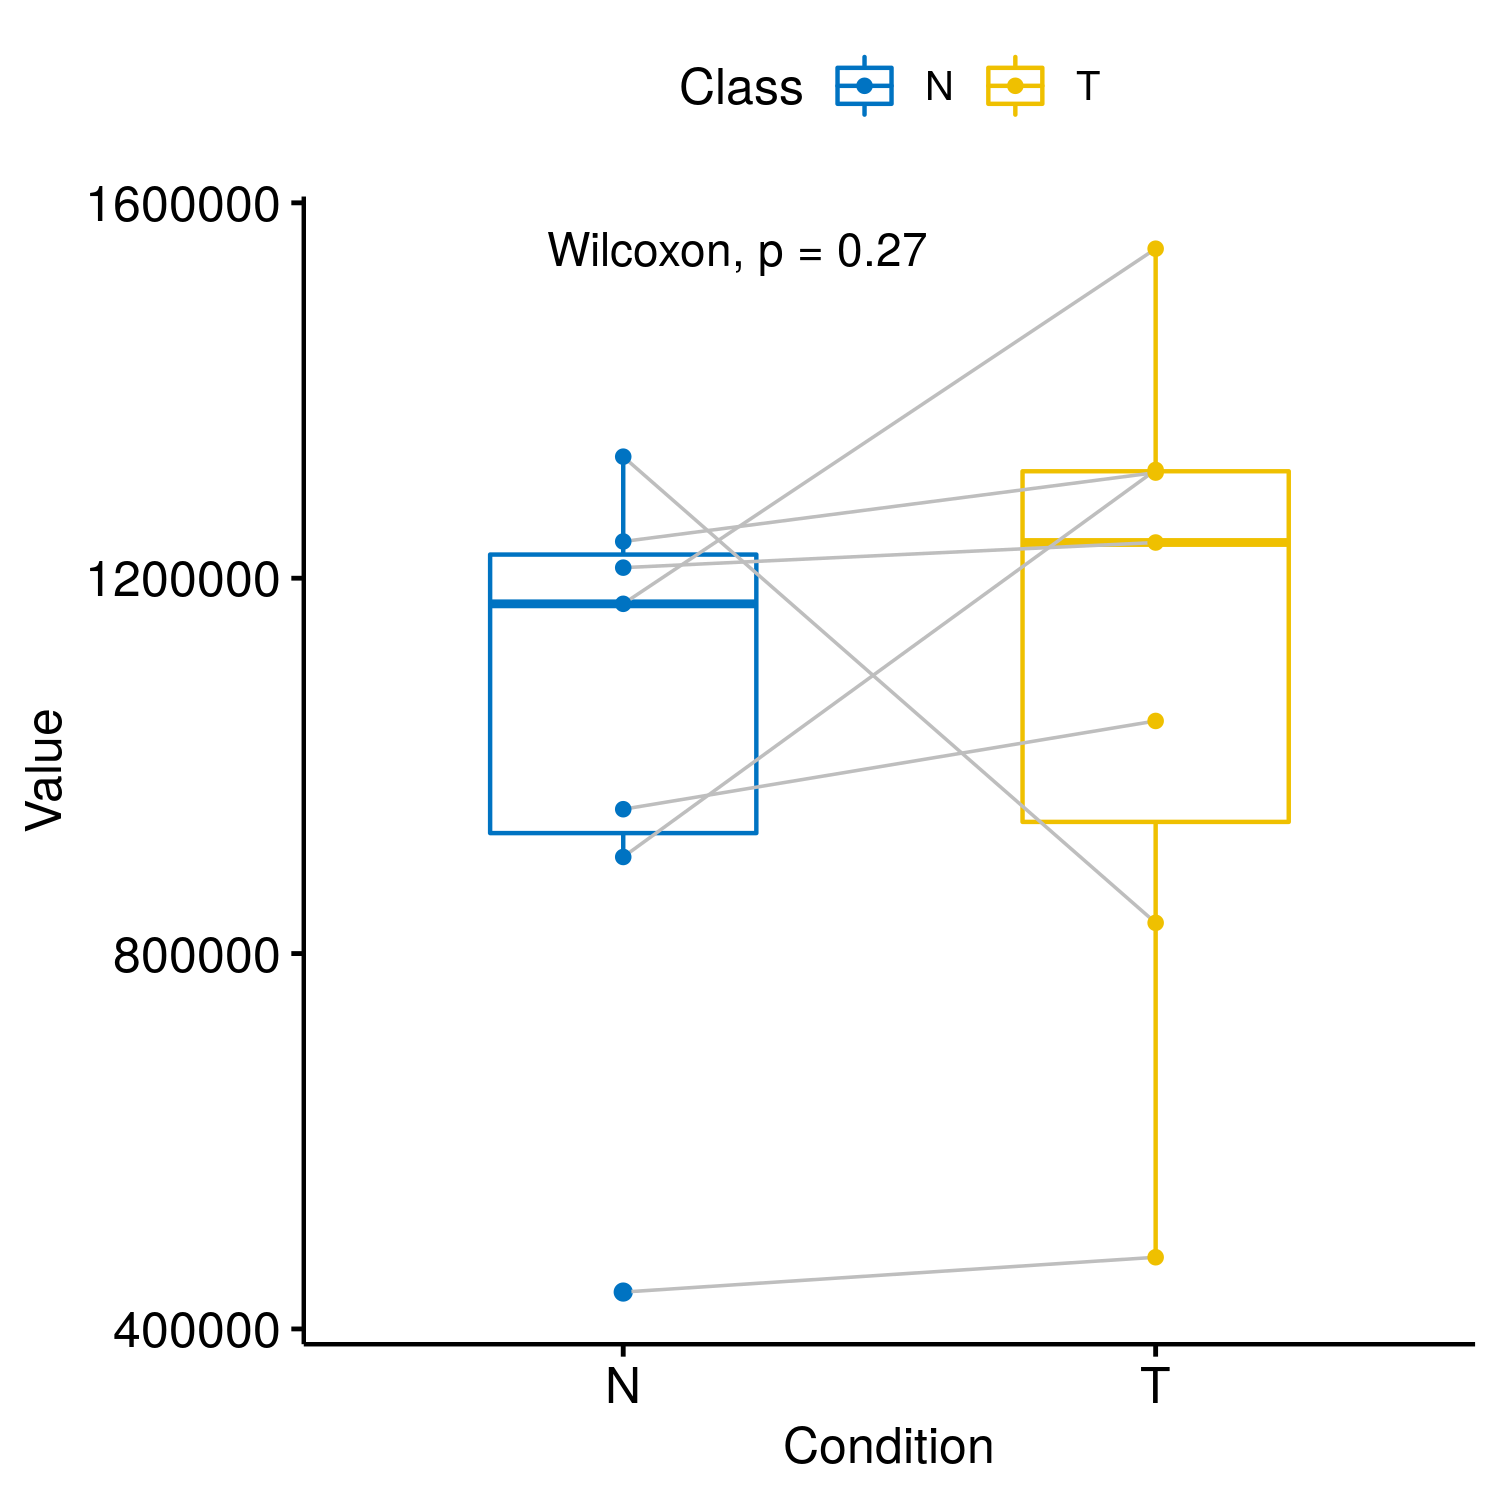 Class N T
1600000
Wilcoxon, p = 0.27
1200000
Value
800000
400000
N T
Condition